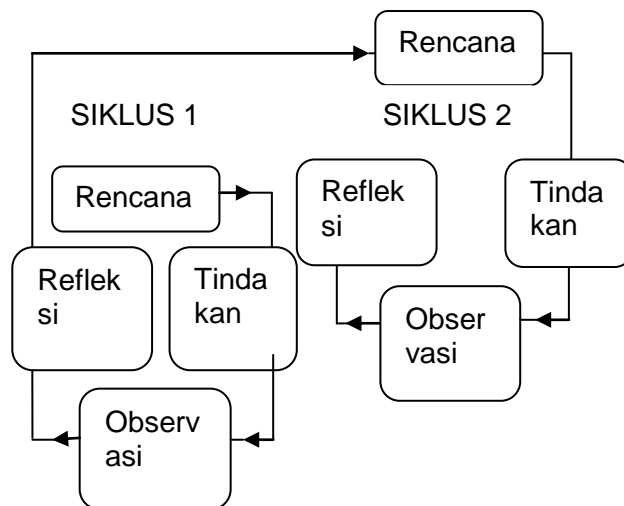 Rencana
SIKLUS 1
SIKLUS 2
Rencana
Reflek
si
Tinda
kan
Reflek
si
Tinda
kan
Obser
vasi
Observ
asi